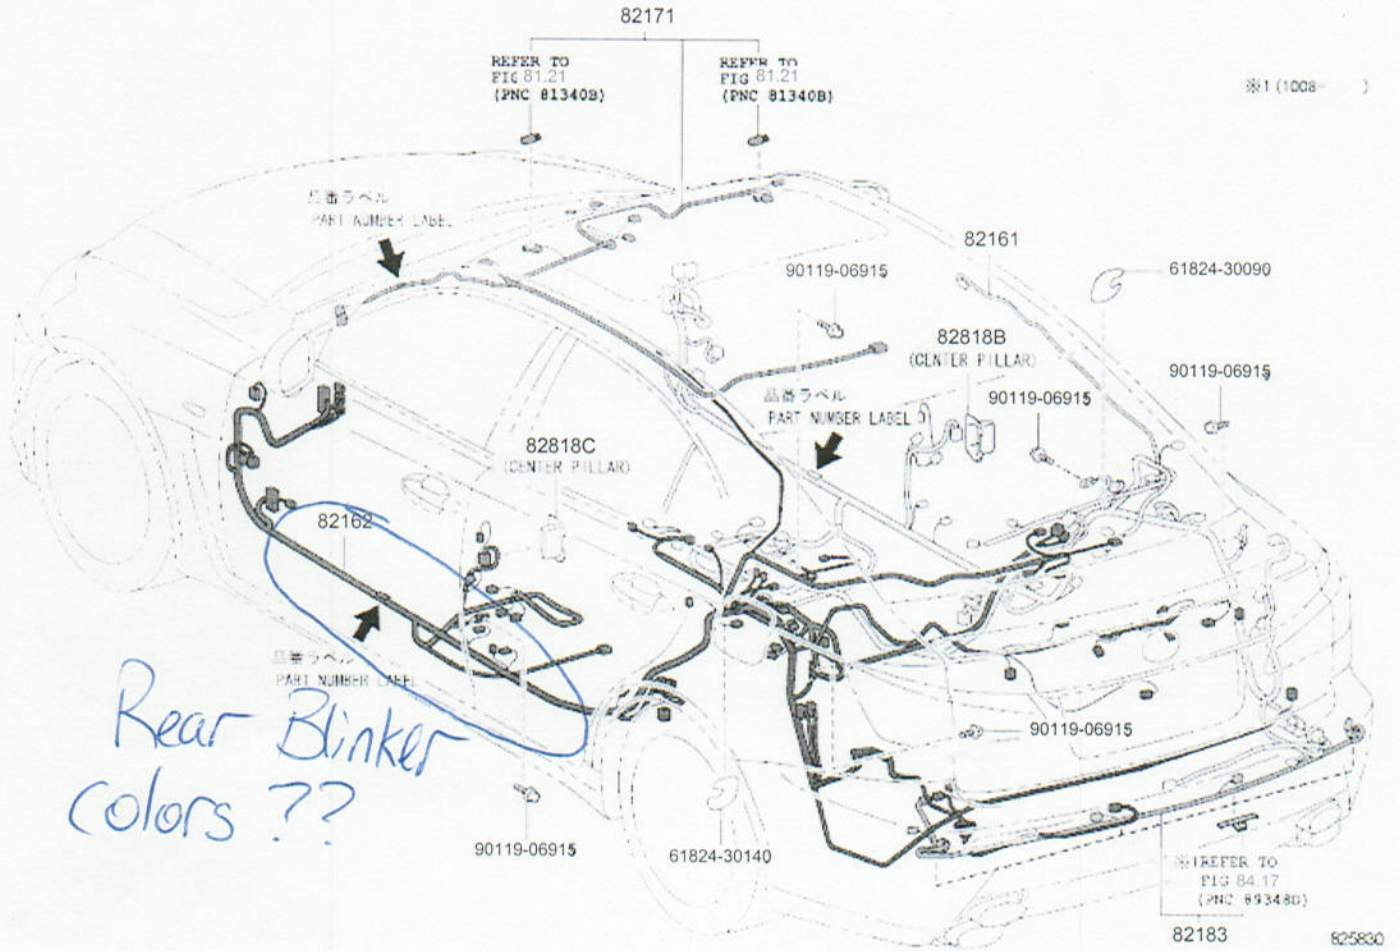 82171
REFER TO
FIG 81.21
(PNC 81340B)
REFER TO
FIG 81.21
(PNC 81340B)
※1 (1008- )
品番ラベル
PART NUMBER LABEL
82161
90119-06915
61824-30090
82818B
(CENTER PILLAR)
90119-06915
90119-06915
品番ラベル
PART NUMBER LABEL
82818C
(CENTER PILLAR)
82162
品番ラベル
PART NUMBER LABEL
Rear Blinker
colors ??
90119-06915
90119-06915
61824-30140
※1REFER TO
FIG 84.17
(PNC 89348D)
82183
825830